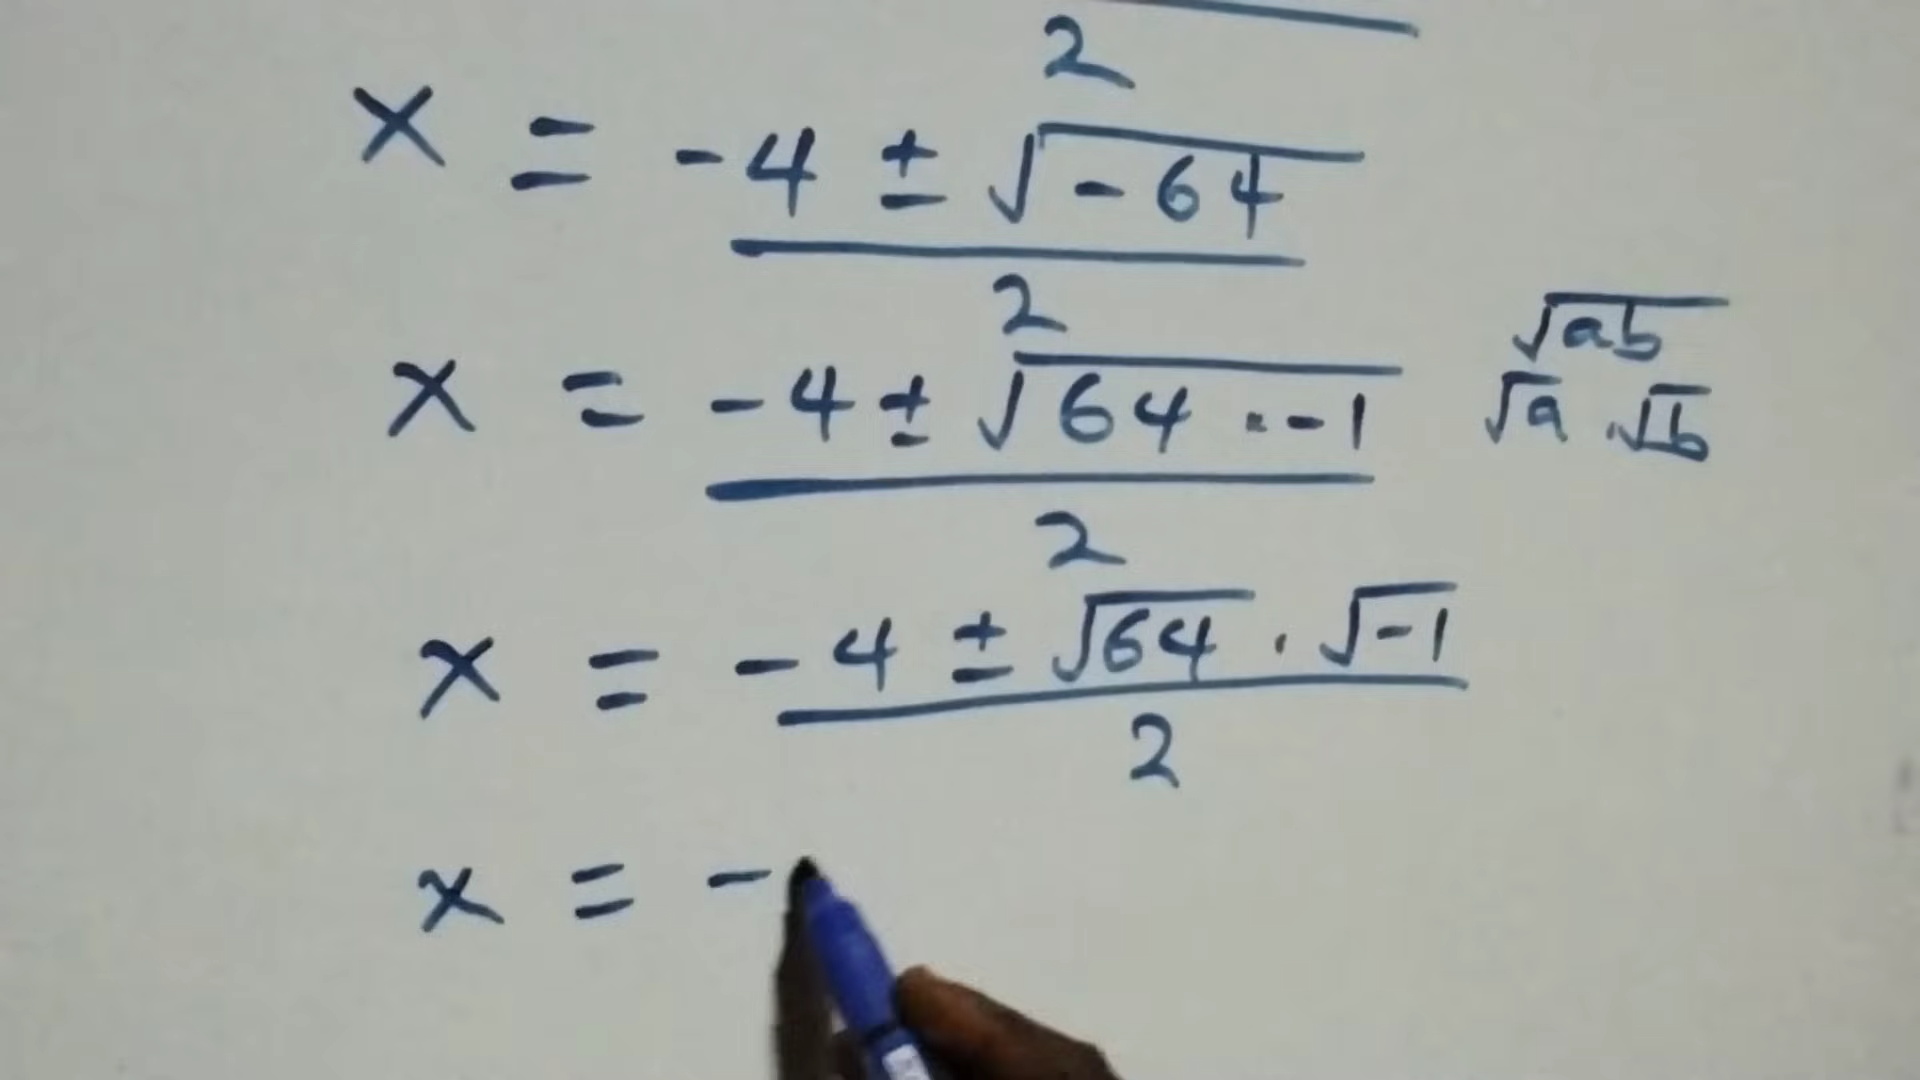 2
x = -4 ± √-64
2
x = -4 ± √64 · -1
2
√ab
√a · √b
x = -4 ± √64 · √-1
2
x = -